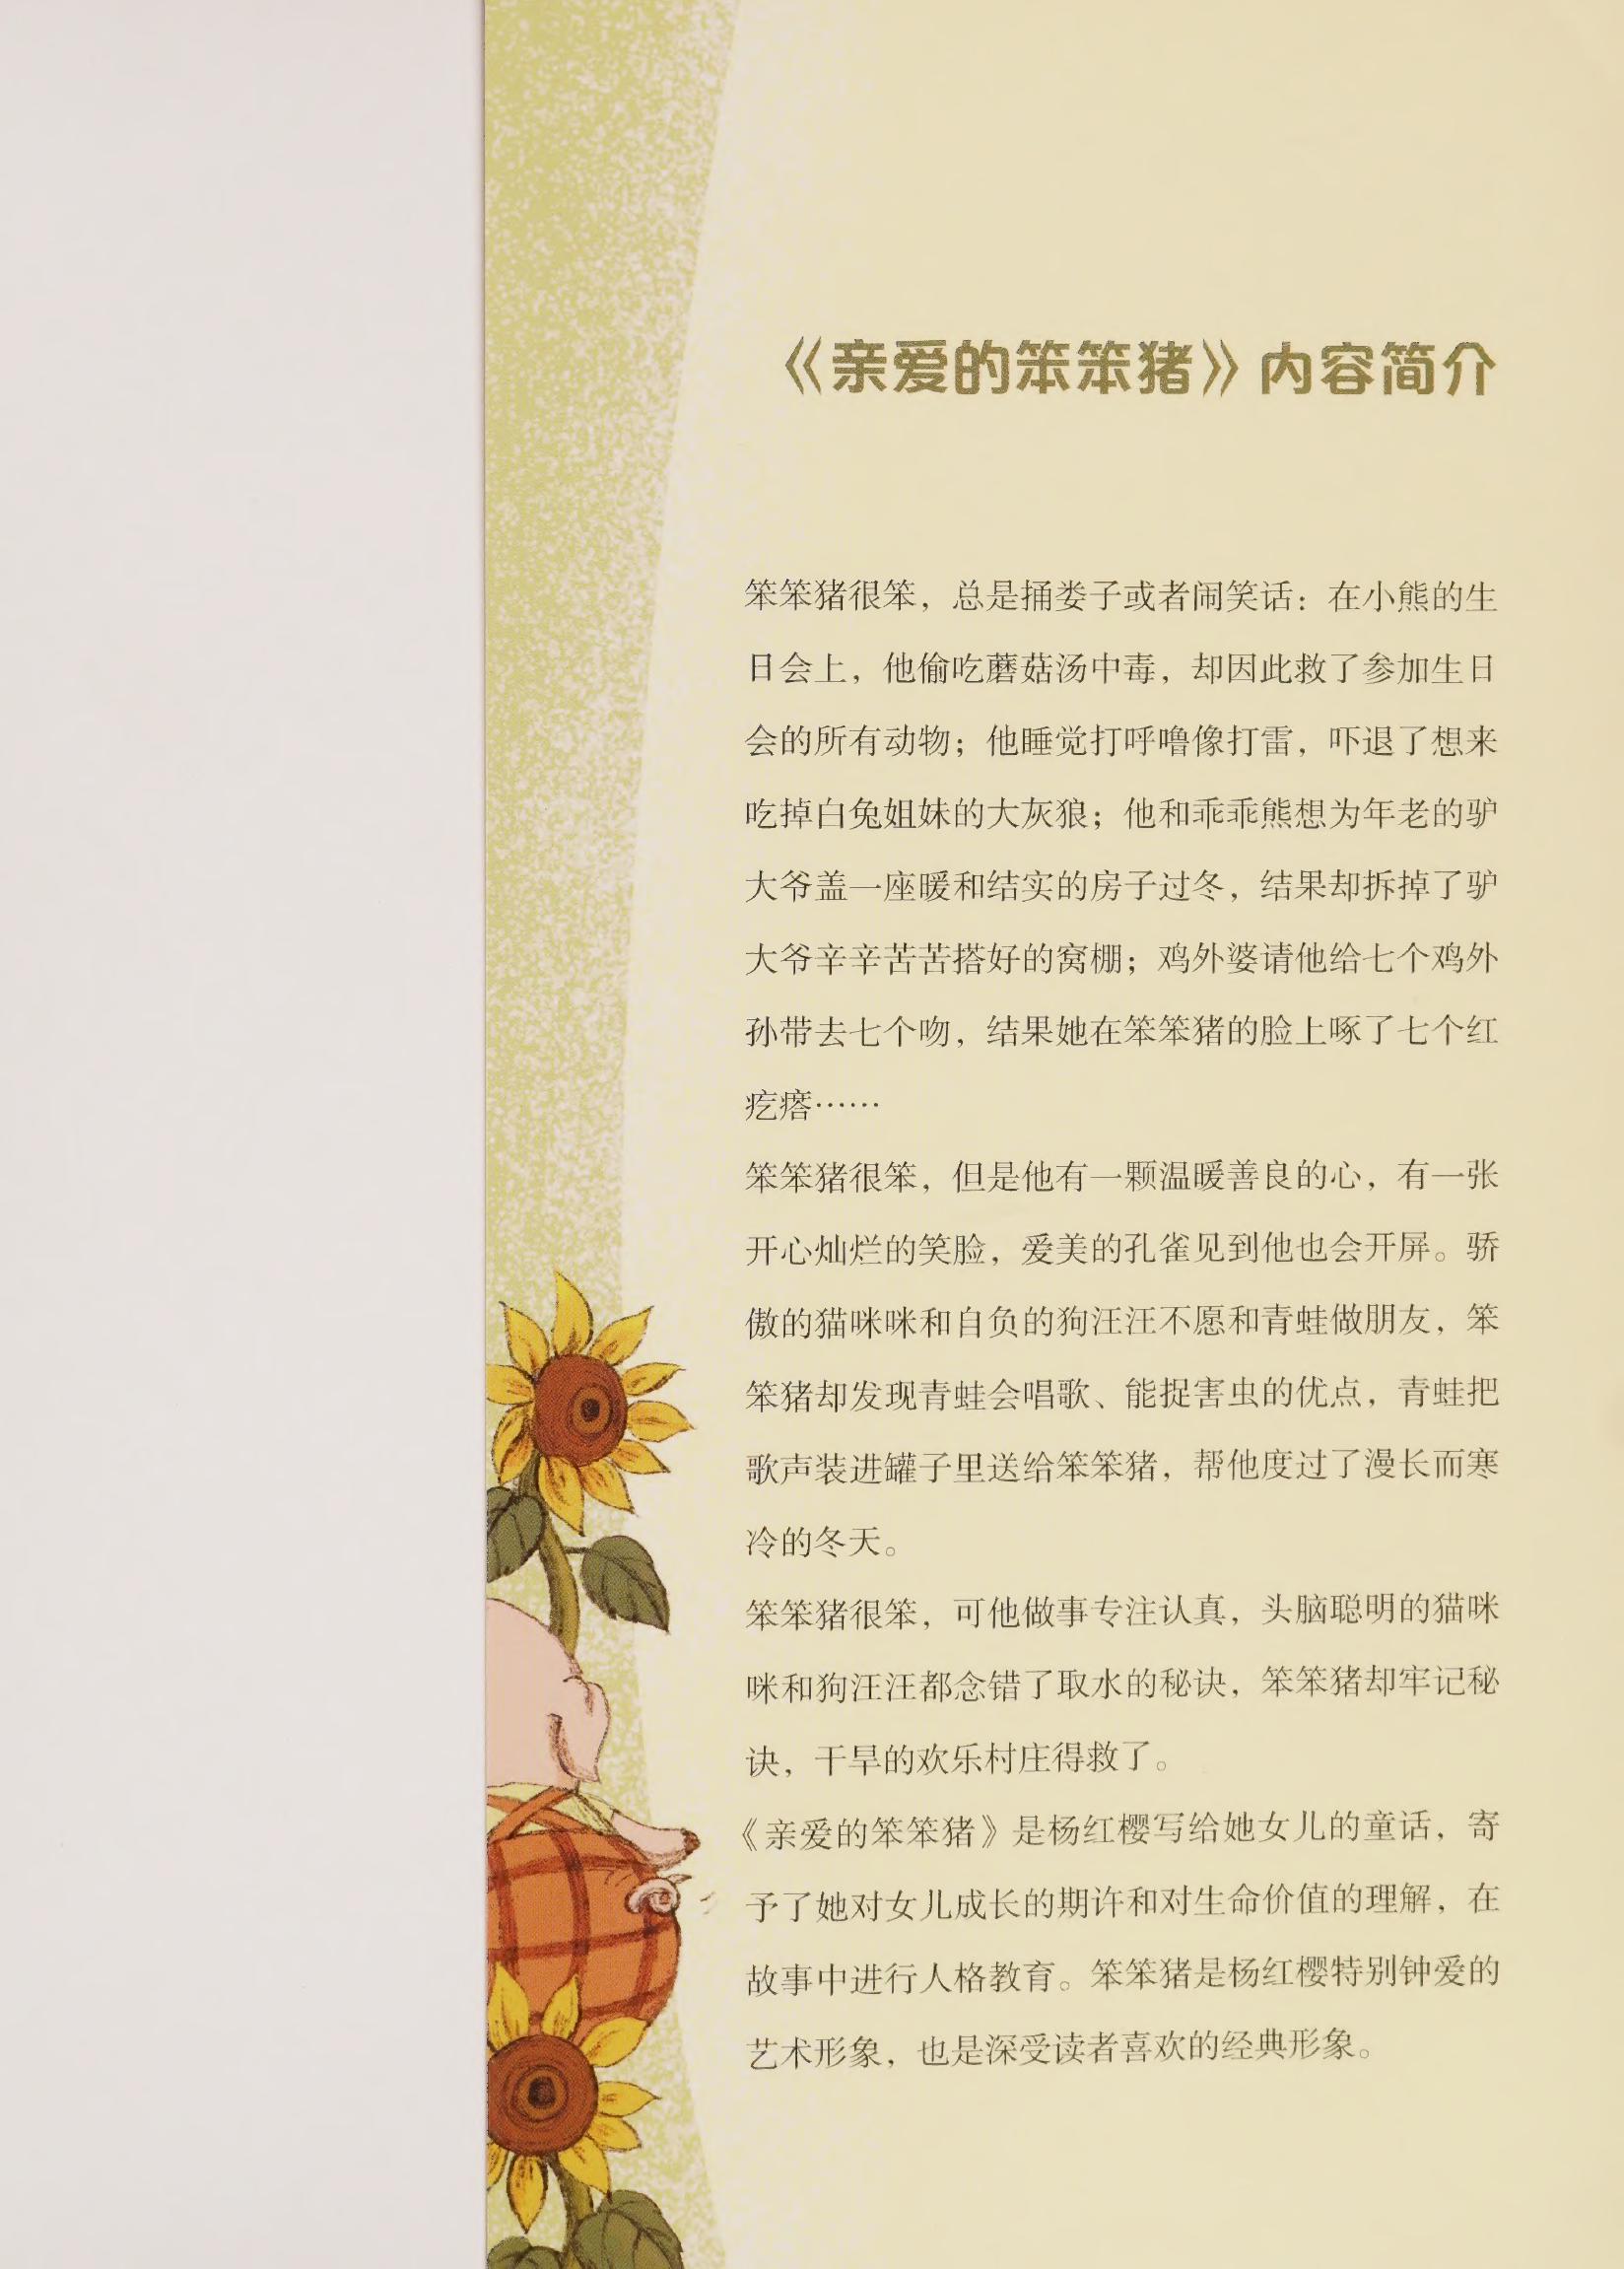 《亲爱的笨笨猪》内容简介
笨笨猪很笨，总是捅娄子或者闹笑话：在小熊的生
日会上，他偷吃蘑菇汤中毒，却因此救了参加生日
会的所有动物；他睡觉打呼噜像打雷，吓退了想来
吃掉白兔姐妹的大灰狼；他和乖乖熊想为年老的驴
大爷盖一座暖和结实的房子过冬，结果却拆掉了驴
大爷辛辛苦苦搭好的窝棚；鸡外婆请他给七个鸡外
孙带去七个吻，结果她在笨笨猪的脸上啄了七个红
疙瘩……
笨笨猪很笨，但是他有一颗温暖善良的心，有一张
开心灿烂的笑脸，爱美的孔雀见到他也会开屏。骄
傲的猫咪咪和自负的狗汪汪不愿和青蛙做朋友，笨
笨猪却发现青蛙会唱歌、能捉害虫的优点，青蛙把
歌声装进罐子里送给笨笨猪，帮他度过了漫长而寒
冷的冬天。
笨笨猪很笨，可他做事专注认真，头脑聪明的猫咪
咪和狗汪汪都念错了取水的秘诀，笨笨猪却牢记秘
诀，干旱的欢乐村庄得救了。
《亲爱的笨笨猪》是杨红樱写给她女儿的童话，寄
予了她对女儿成长的期许和对生命价值的理解，在
故事中进行人格教育。笨笨猪是杨红樱特别钟爱的
艺术形象，也是深受读者喜欢的经典形象。